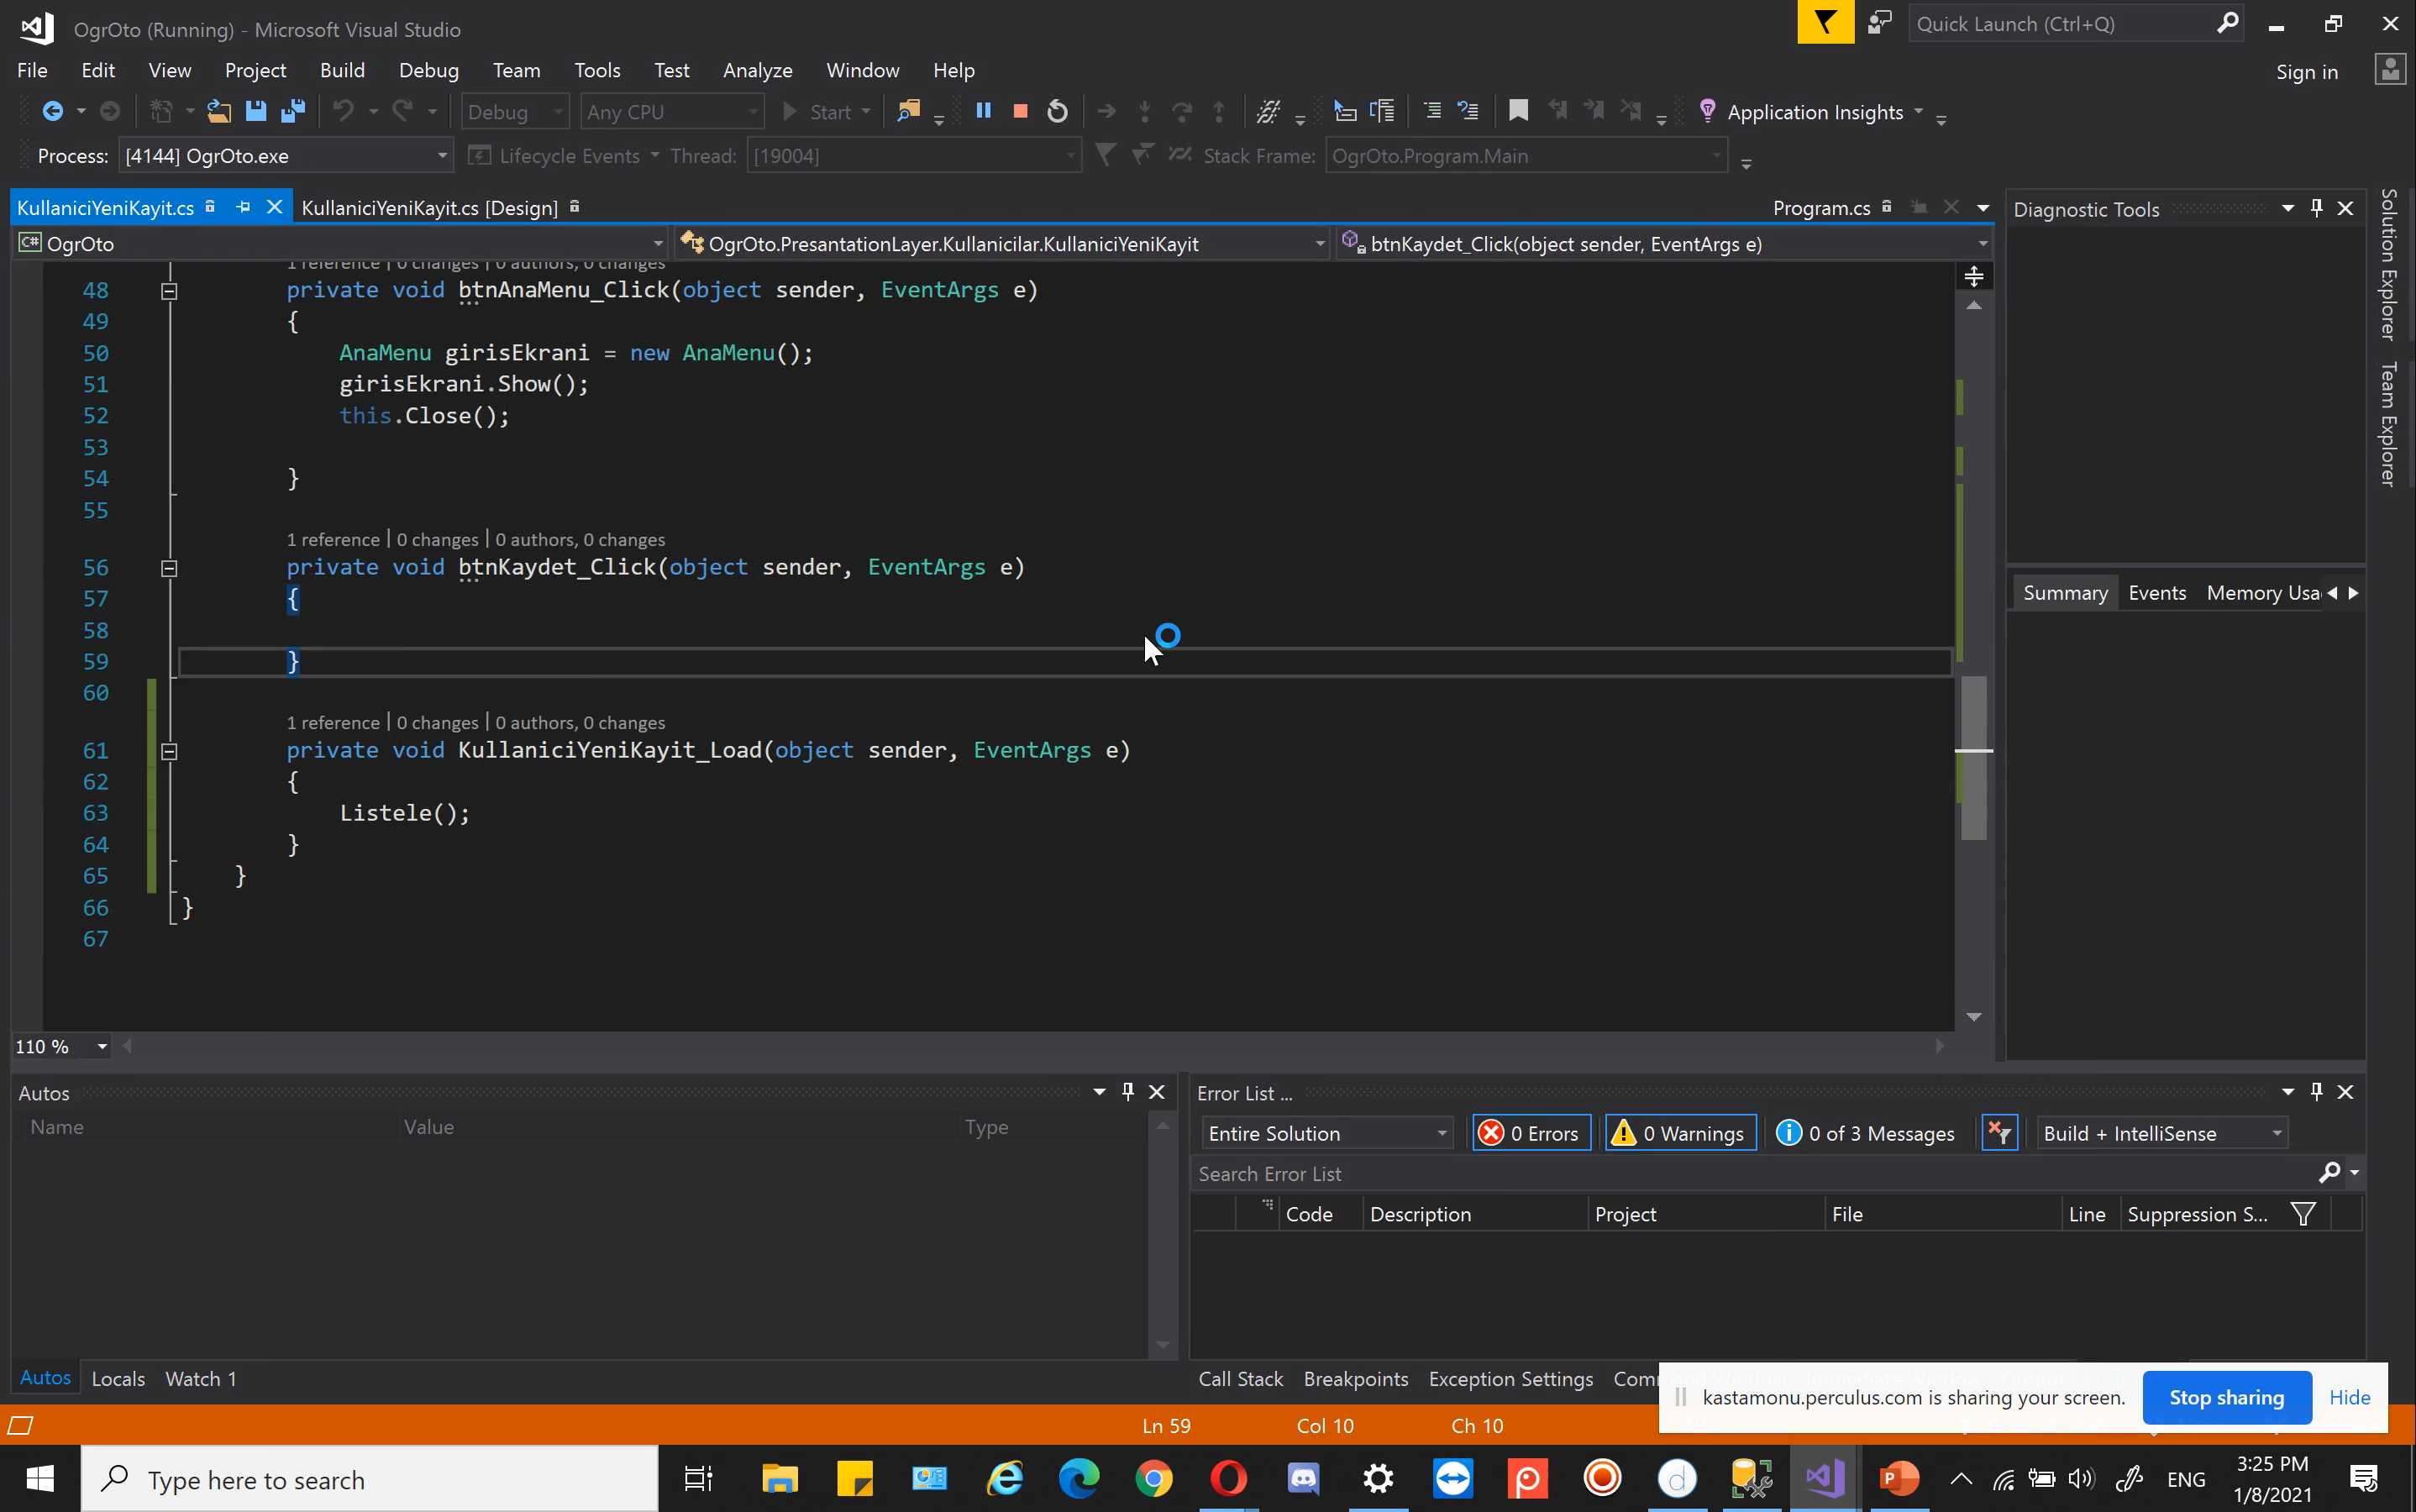 OgrOto (Running) - Microsoft Visual Studio
Quick Launch (Ctrl+Q)
File Edit View Project Build Debug Team Tools Test Analyze Window Help
Sign in
Debug Any CPU Start Application Insights
Process: [4144] OgrOto.exe Lifecycle Events Thread: [19004] Stack Frame: OgrOto.Program.Main
KullaniciYeniKayit.cs KullaniciYeniKayit.cs [Design] Program.cs
Diagnostic Tools
Solution Explorer
Team Explorer
C# OgrOto OgrOto.PresantationLayer.Kullanicilar.KullaniciYeniKayit btnKaydet_Click(object sender, EventArgs e)
1 reference | 0 changes | 0 authors, 0 changes
48 private void btnAnaMenu_Click(object sender, EventArgs e)
49 {
50 AnaMenu girisEkrani = new AnaMenu();
51 girisEkrani.Show();
52 this.Close();
53
54 }
55
1 reference | 0 changes | 0 authors, 0 changes
56 private void btnKaydet_Click(object sender, EventArgs e)
57 {
58
59 }
60
1 reference | 0 changes | 0 authors, 0 changes
61 private void KullaniciYeniKayit_Load(object sender, EventArgs e)
62 {
63 Listele();
64 }
65 }
66 }
67
Summary Events Memory Usa
110 %
Autos
Name Value Type
Error List ...
Entire Solution 0 Errors 0 Warnings 0 of 3 Messages Build + IntelliSense
Search Error List
Code Description Project File Line Suppression S...
Autos Locals Watch 1
Call Stack Breakpoints Exception Settings
kastamonu.perculus.com is sharing your screen. Stop sharing Hide
Ln 59 Col 10 Ch 10
Type here to search
ENG
3:25 PM
1/8/2021